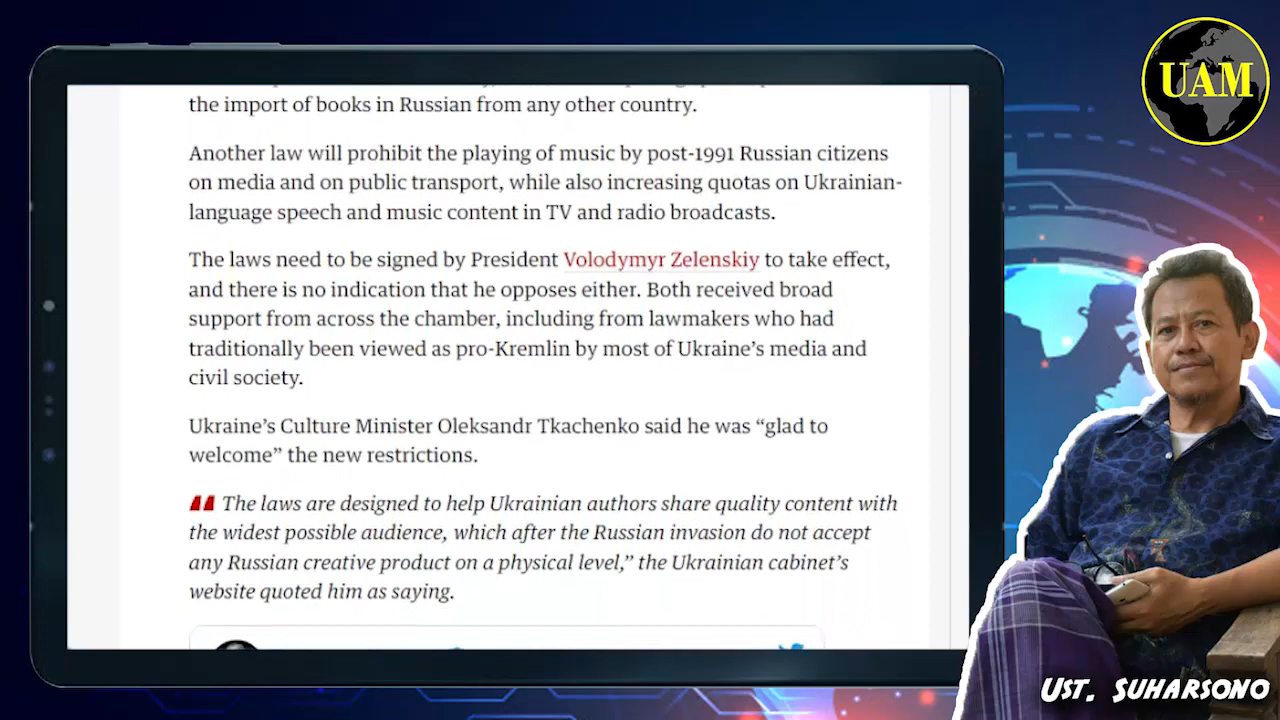 the import of books in Russian from any other country.
Another law will prohibit the playing of music by post-1991 Russian citizens
on media and on public transport, while also increasing quotas on Ukrainian-
language speech and music content in TV and radio broadcasts.
The laws need to be signed by President Volodymyr Zelenskiy to take effect,
and there is no indication that he opposes either. Both received broad
support from across the chamber, including from lawmakers who had
traditionally been viewed as pro-Kremlin by most of Ukraine’s media and
civil society.
Ukraine’s Culture Minister Oleksandr Tkachenko said he was “glad to
welcome” the new restrictions.
The laws are designed to help Ukrainian authors share quality content with
the widest possible audience, which after the Russian invasion do not accept
any Russian creative product on a physical level,” the Ukrainian cabinet’s
website quoted him as saying.
UAM
UST. SUHARSONO